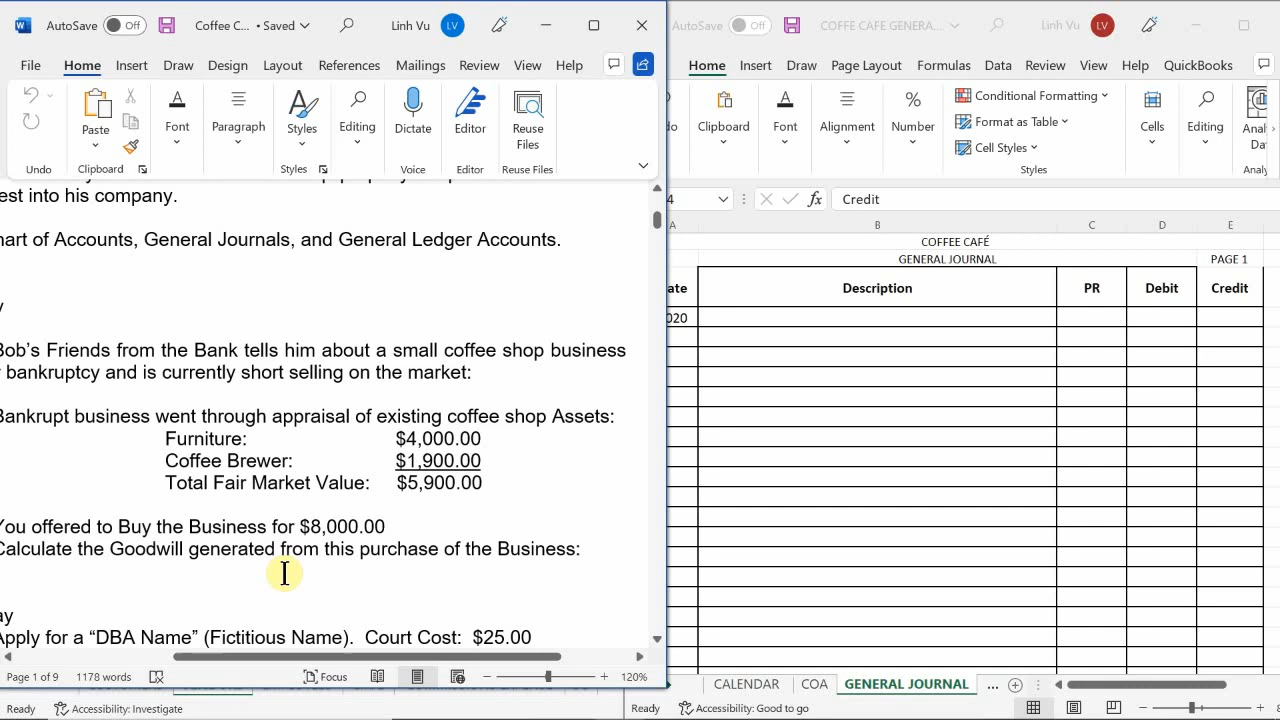 AutoSave Off Coffee C... • Saved Linh Vu LV
File Home Insert Draw Design Layout References Mailings Review View Help
Paste Font Paragraph Styles Editing Dictate Editor Reuse Files
Undo Clipboard Styles Voice Editor Reuse Files
est into his company.
hart of Accounts, General Journals, and General Ledger Accounts.
y
Bob's Friends from the Bank tells him about a small coffee shop business
bankruptcy and is currently short selling on the market:
Bankrupt business went through appraisal of existing coffee shop Assets:
Furniture: $4,000.00
Coffee Brewer: $1,900.00
Total Fair Market Value: $5,900.00
You offered to Buy the Business for $8,000.00
Calculate the Goodwill generated from this purchase of the Business:
ay
Apply for a “DBA Name” (Fictitious Name). Court Cost: $25.00
Page 1 of 9 1178 words Focus 120%
Ready Accessibility: Investigate
AutoSave Off COFFEE CAFE GENERA... Linh Vu LV
Home Insert Draw Page Layout Formulas Data Review View Help QuickBooks
do Clipboard Font Alignment Number Conditional Formatting Format as Table Cell Styles Cells Editing Anal Da
Styles Analy
4 fx Credit
A B C D E
COFFEE CAFÉ
GENERAL JOURNAL PAGE 1
ate Description PR Debit Credit
020
CALENDAR COA GENERAL JOURNAL ...
Ready Accessibility: Good to go 8